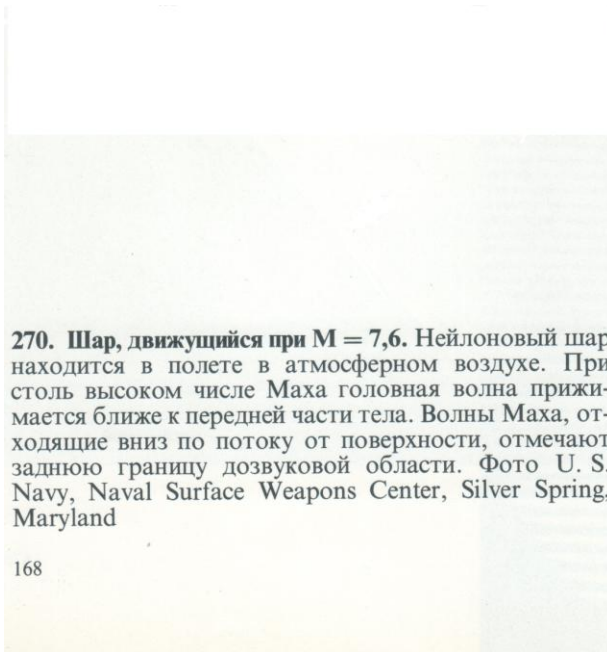 270. Шар, движущийся при M = 7,6. Нейлоновый шар
находится в полете в атмосферном воздухе. При
столь высоком числе Маха головная волна прижи-
мается ближе к передней части тела. Волны Маха, от-
ходящие вниз по потоку от поверхности, отмечают
заднюю границу дозвуковой области. Фото U. S.
Navy, Naval Surface Weapons Center, Silver Spring,
Maryland
168